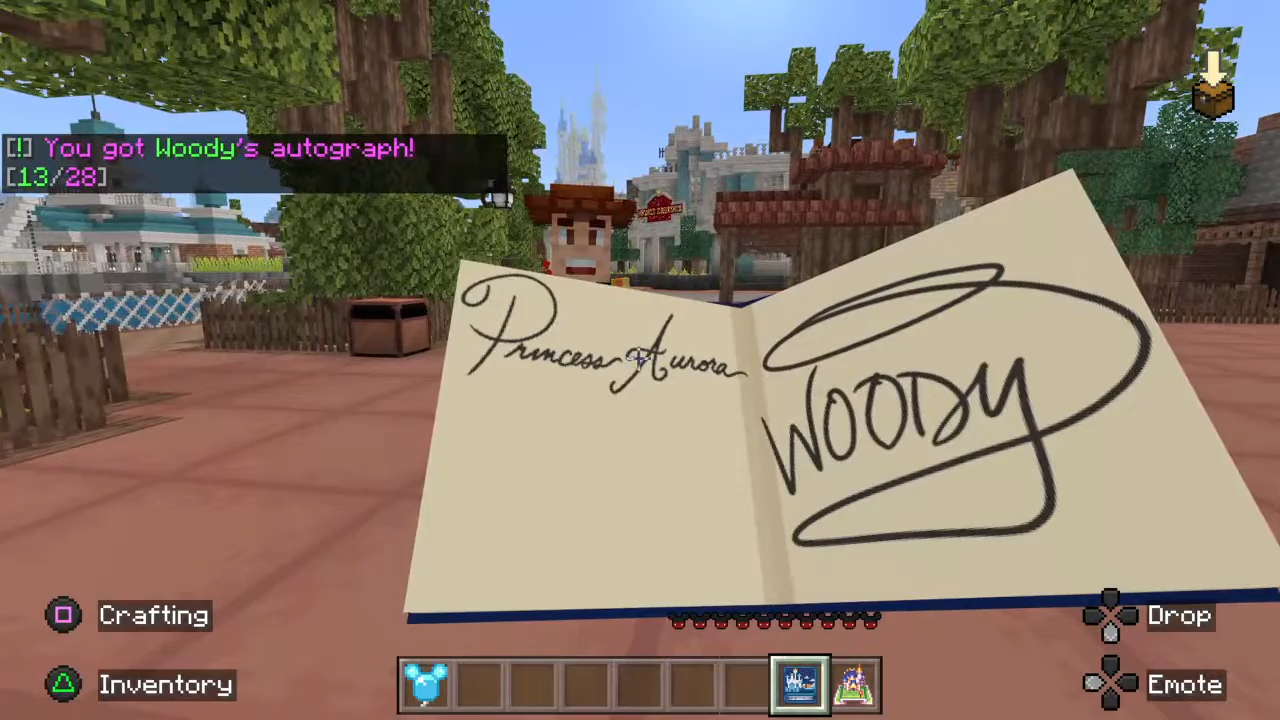 [!] You got Woody's autograph!
[13/28]
Princess Aurora
WOODY
Crafting
Inventory
Drop
Emote